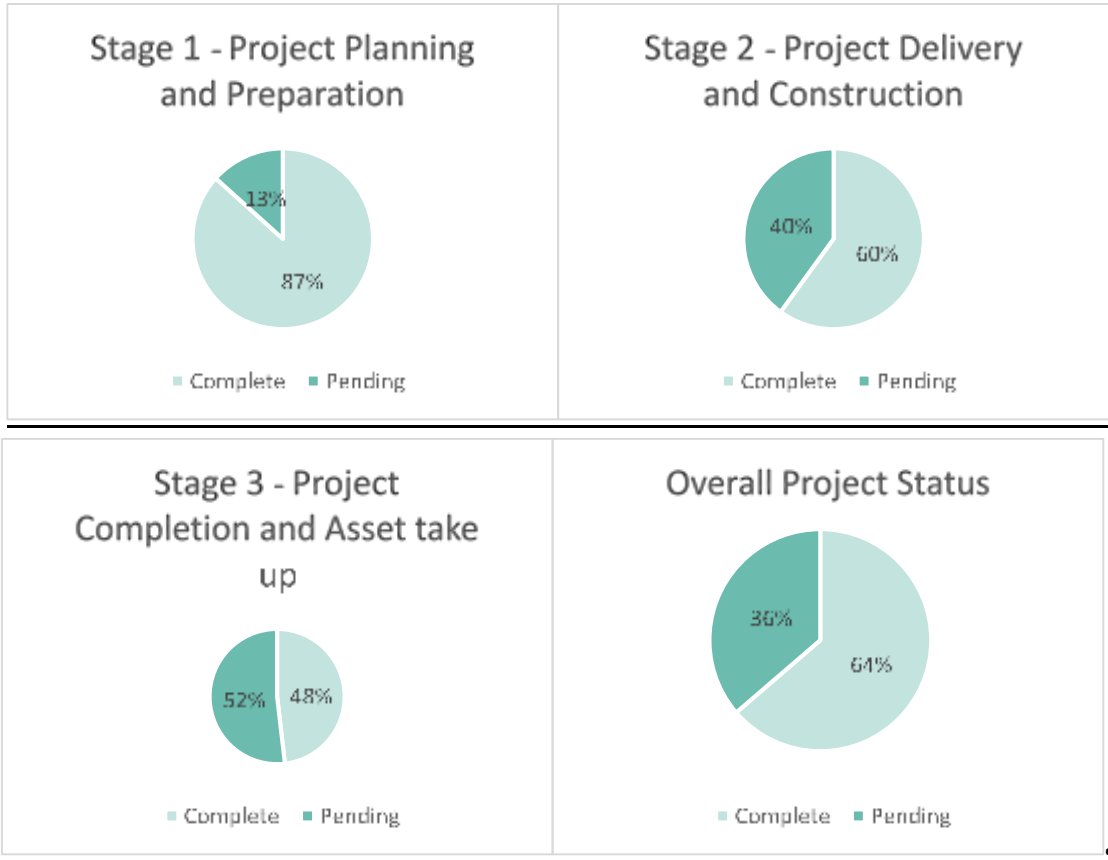 Stage 1 - Project Planning
and Preparation
13%
87%
Complete Pending
Stage 2 - Project Delivery
and Construction
40%
60%
Complete Pending
Stage 3 - Project
Completion and Asset take
up
52% 48%
Complete Pending
Overall Project Status
36%
64%
Complete Pending